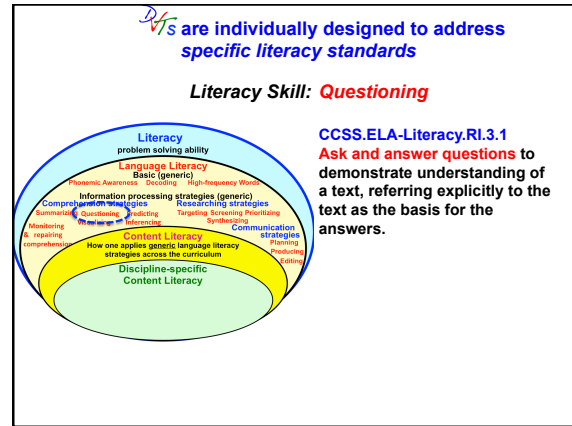 DVTs are individually designed to address
specific literacy standards
Literacy Skill: Questioning
Literacy
problem solving ability
Language Literacy
Basic (generic)
Phonemic Awareness Decoding High-frequency Words
Information processing strategies (generic)
Comprehension strategies Researching strategies
Summarizing Questioning Predicting Targeting Screening Prioritizing
Visualizing Inferencing Synthesizing
Monitoring
& repairing
comprehension
Communication
strategies
Planning
Producing
Editing
Content Literacy
How one applies generic language literacy
strategies across the curriculum
Discipline-specific
Content Literacy
CCSS.ELA-Literacy.RI.3.1
Ask and answer questions to
demonstrate understanding of
a text, referring explicitly to the
text as the basis for the
answers.